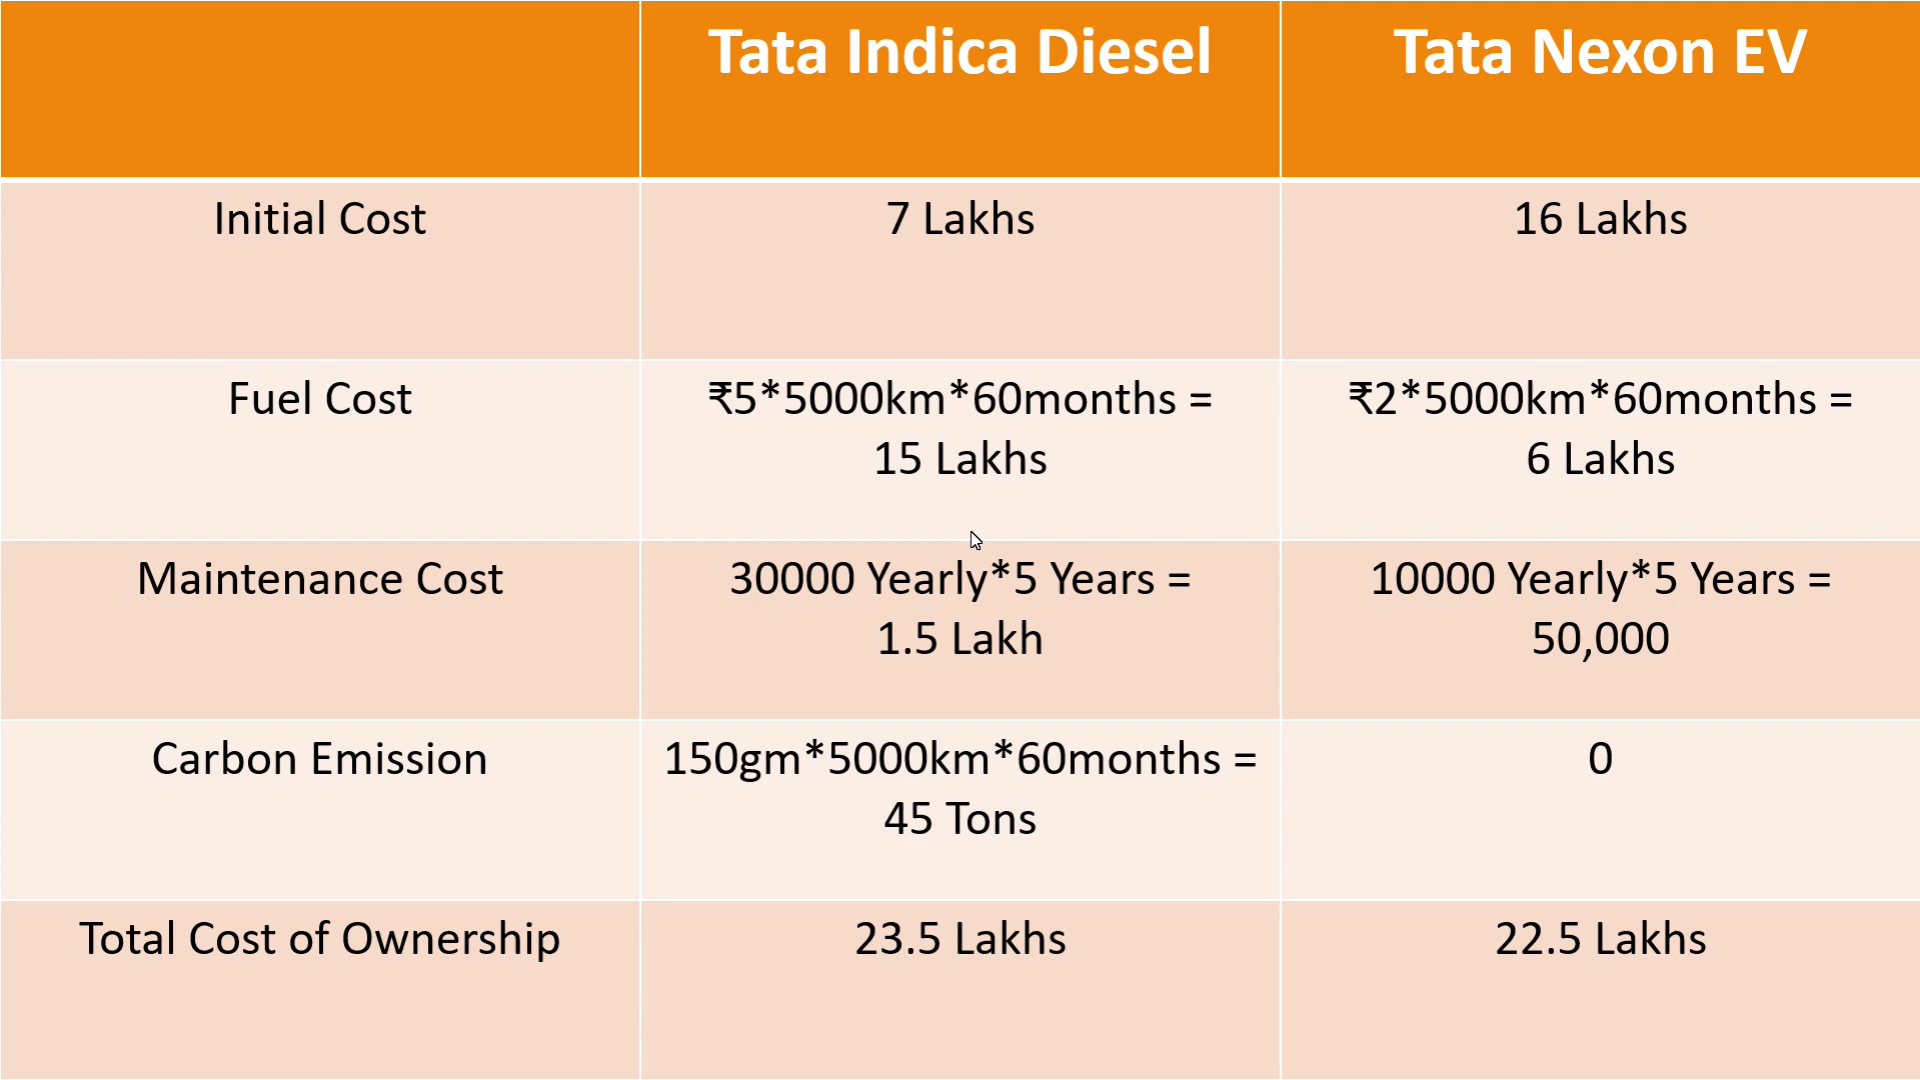 Tata Indica Diesel
Tata Nexon EV
Initial Cost
7 Lakhs
16 Lakhs
Fuel Cost
₹5*5000km*60months =
15 Lakhs
₹2*5000km*60months =
6 Lakhs
Maintenance Cost
30000 Yearly*5 Years =
1.5 Lakh
10000 Yearly*5 Years =
50,000
Carbon Emission
150gm*5000km*60months =
45 Tons
0
Total Cost of Ownership
23.5 Lakhs
22.5 Lakhs